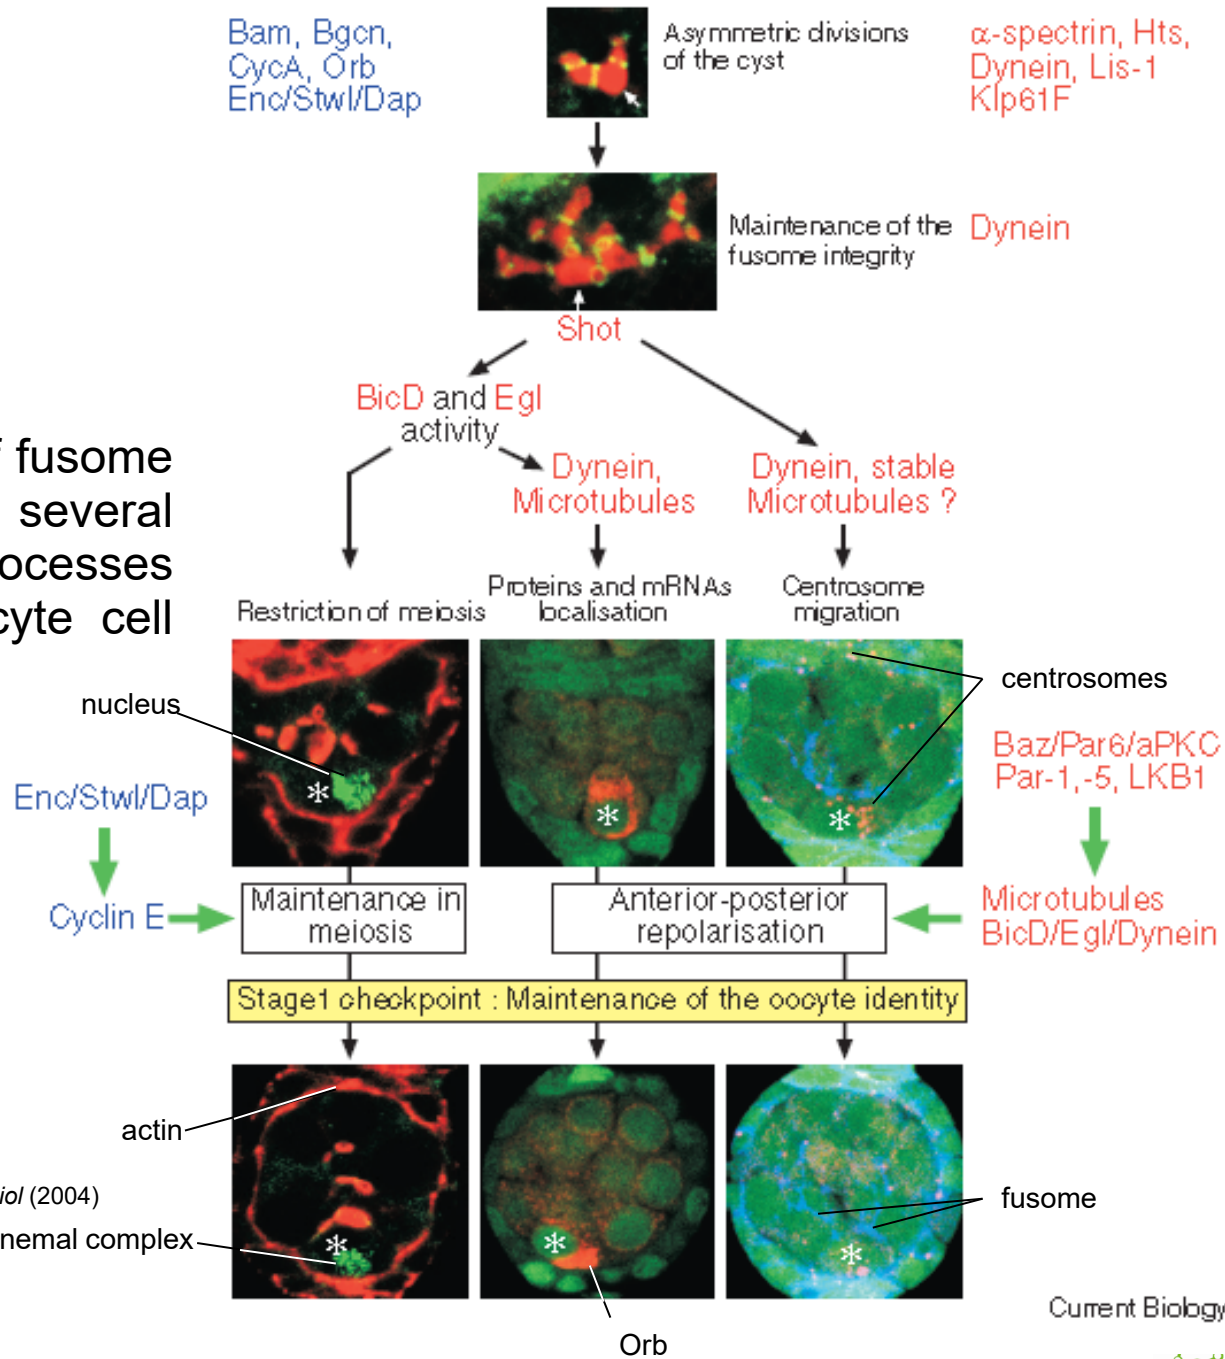 Bam, Bgcn,
CycA, Orb
Enc/Stwl/Dap
Asymmetric divisions
of the cyst
α-spectrin, Hts,
Dynein, Lis-1
Klp61F
Maintenance of the
fusome integrity
Dynein
Shot
BicD and Egl
activity
fusome
several
cyte cell
Dynein,
Microtubules
Dynein, stable
Microtubules ?
Restriction of meiosis
Proteins and mRNAs
localisation
Centrosome
migration
nucleus
*
*
*
centrosomes
Baz/Par6/aPKC
Par-1,-5, LKB1
Enc/Stwl/Dap
Cyclin E
Maintenance in
meiosis
Anterior-posterior
repolarisation
Microtubules
BicD/Egl/Dynein
Stage1 checkpoint : Maintenance of the oocyte identity
actin
iol (2004)
nemal complex
*
*
*
fusome
Orb
Current Biology